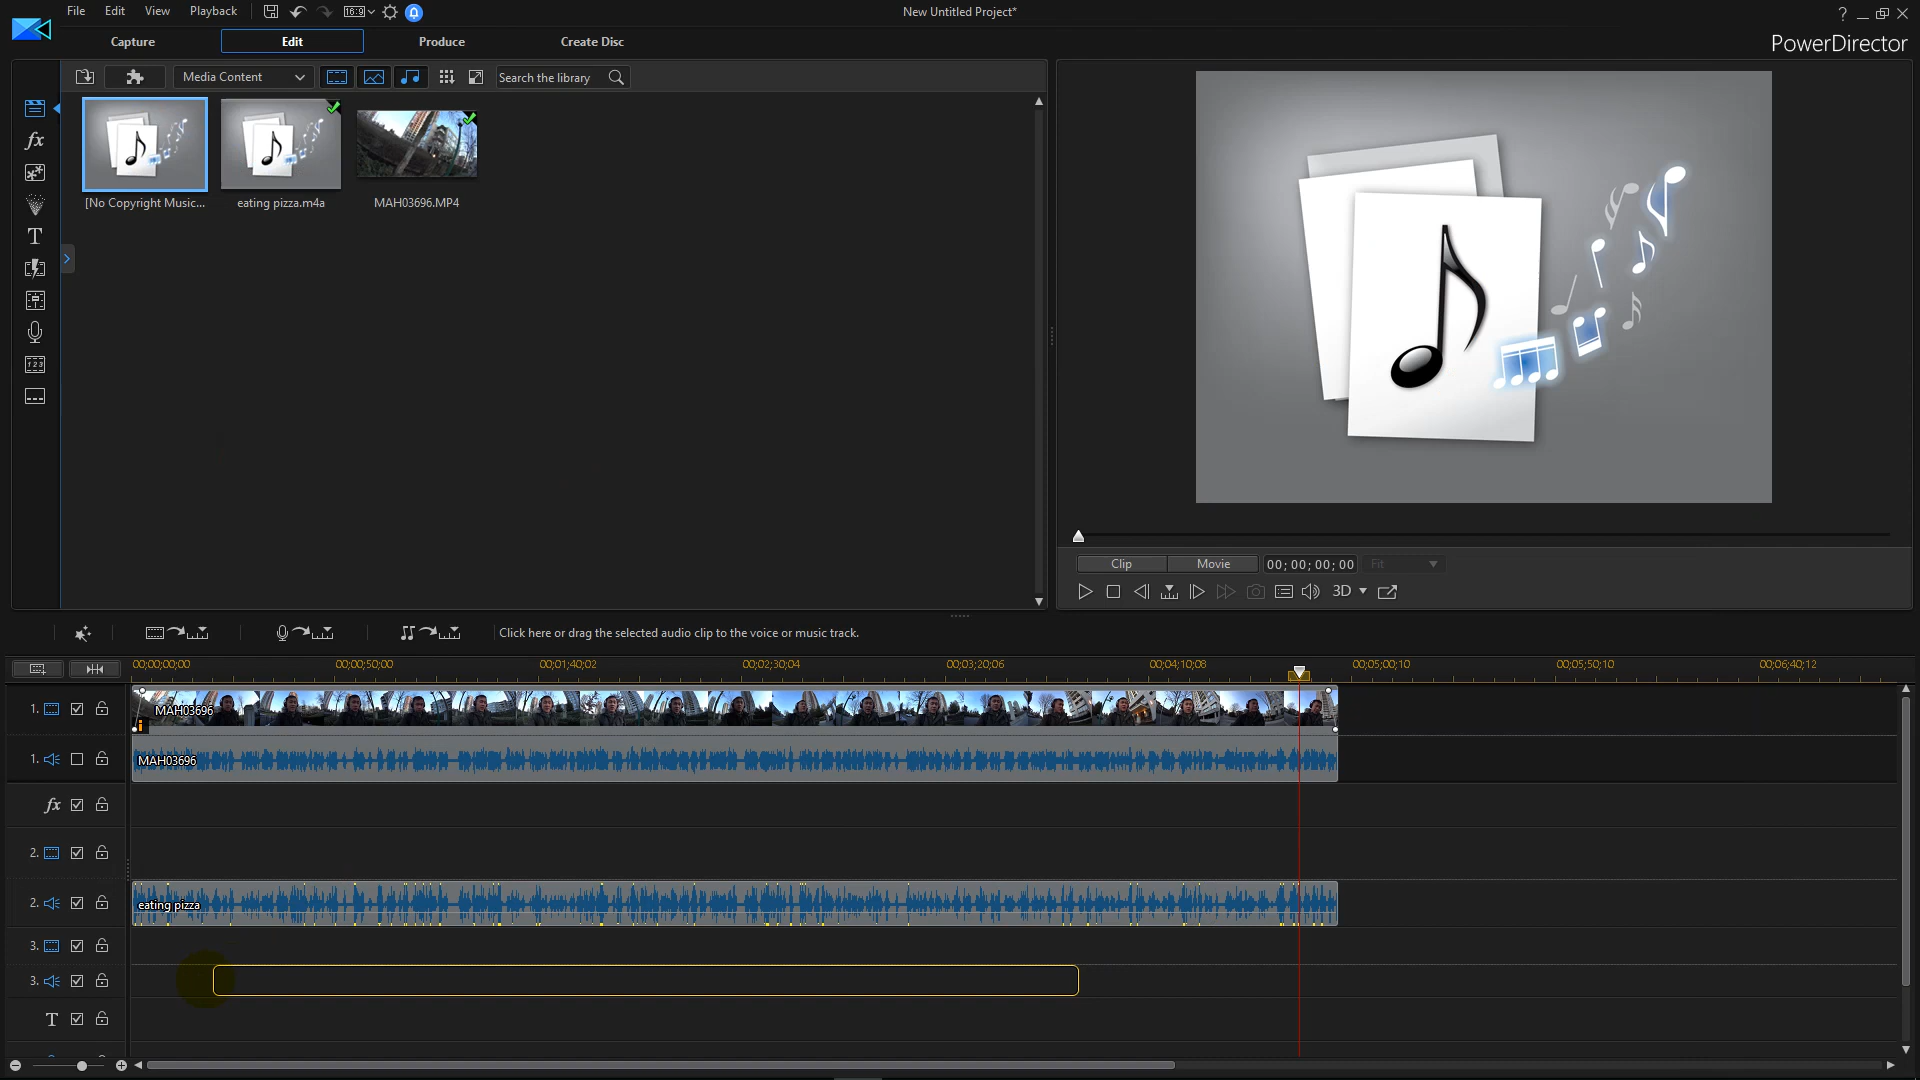 File Edit View Playback
16:9
New Untitled Project*
?
PowerDirector
Capture Edit Produce Create Disc
Media Content
Search the library
fx
T
[No Copyright Music...
eating pizza.m4a
MAH03696.MP4
Clip Movie 00; 00; 00; 00 Fit
3D
Click here or drag the selected audio clip to the voice or music track.
00;00;00;00 00;00;50;00 00;01;40;02 00;02;30;04 00;03;20;06 00;04;10;08 00;05;00;10 00;05;50;10 00;06;40;12
1. MAH03696
i
1. MAH03696
fx
2.
2. eating pizza
3.
3.
T